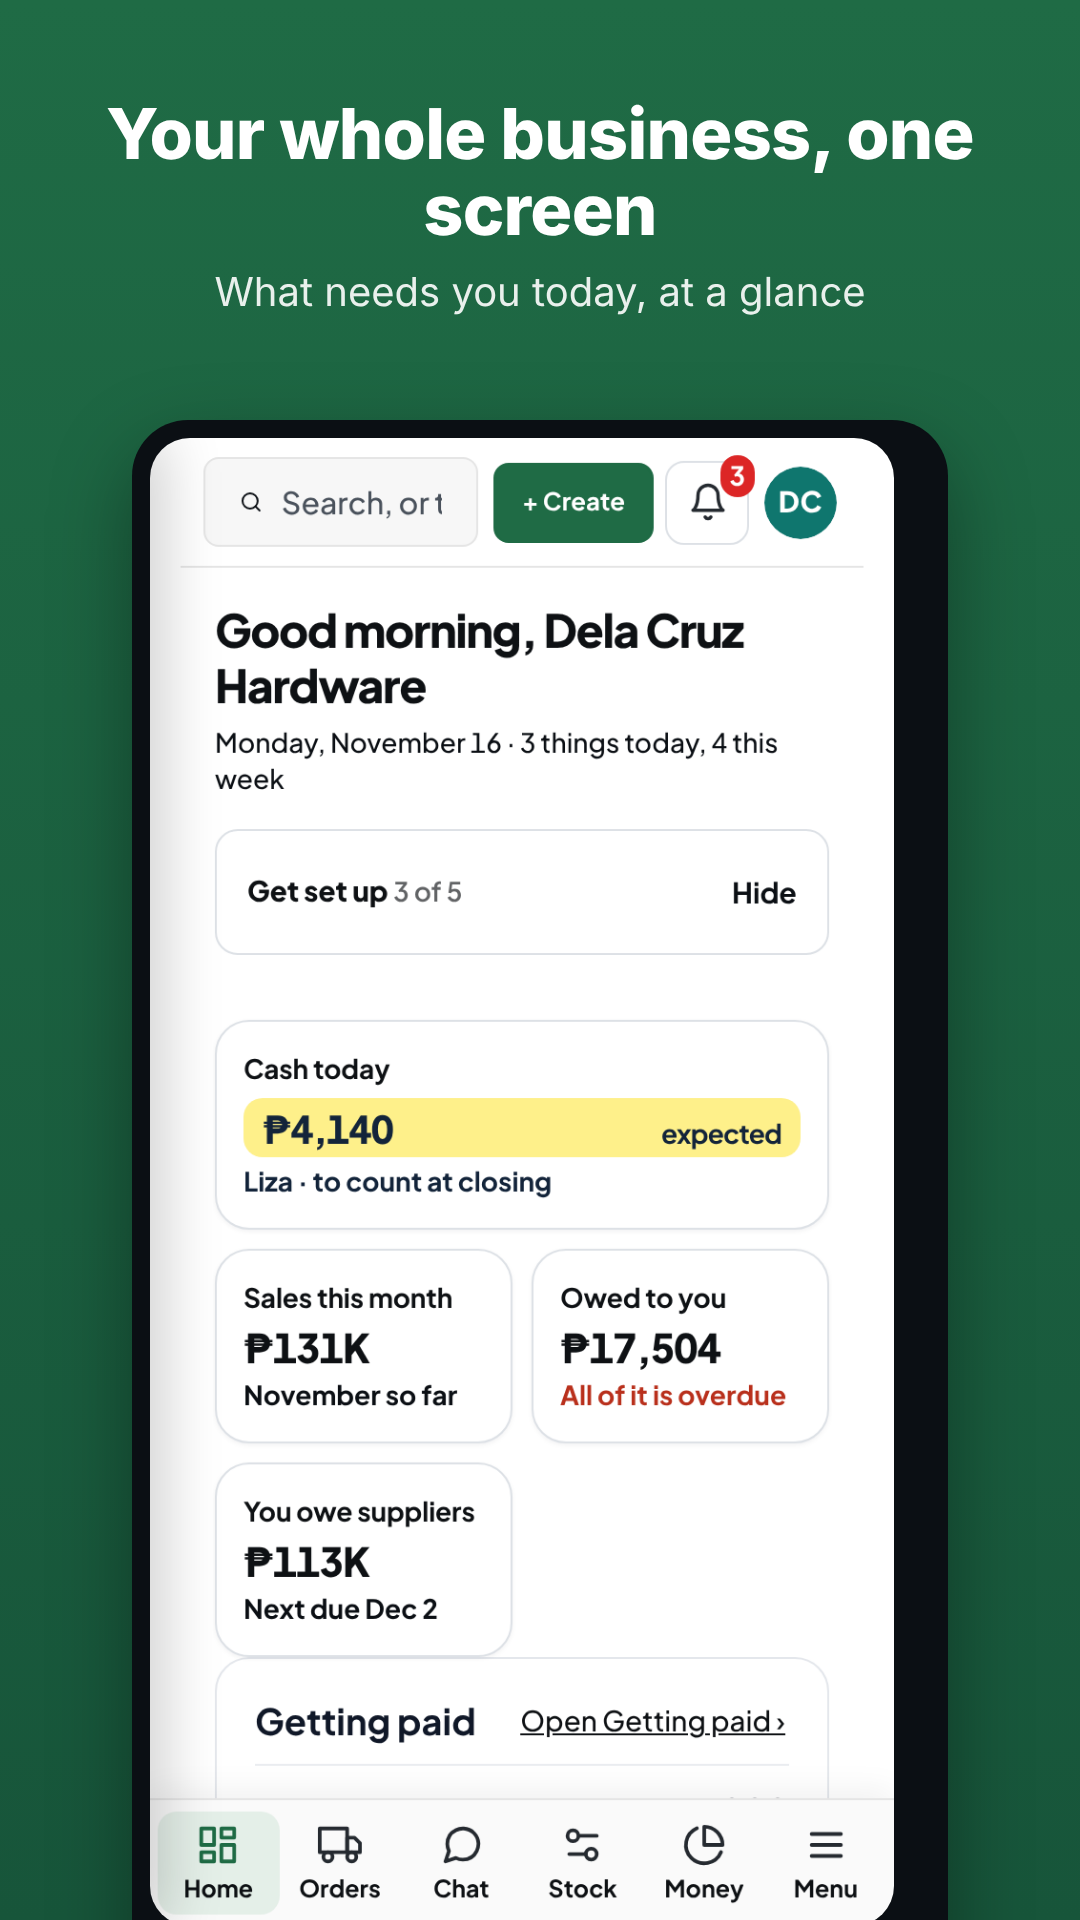 Your whole business, one
screen
What needs you today, at a glance
Search, or t
+ Create
3
DC
Good morning, Dela Cruz
Hardware
Monday, November 16 · 3 things today, 4 this
week
Get set up 3 of 5
Hide
Cash today
₱4,140
expected
Liza · to count at closing
Sales this month
₱131K
November so far
Owed to you
₱17,504
All of it is overdue
You owe suppliers
₱113K
Next due Dec 2
Getting paid
Open Getting paid ›
Home
Orders
Chat
Stock
Money
Menu